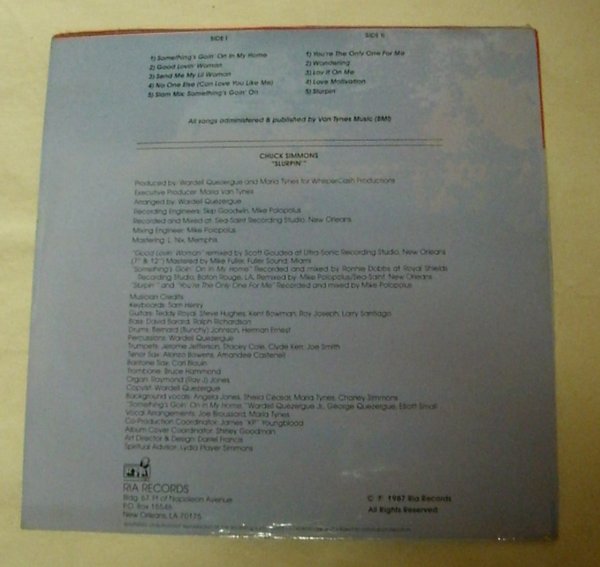 SIDE I
1) Something's Goin' On In My Home
2) Good Lovin' Woman
3) Send Me My Lil Woman
4) No One Else (Can Love You Like Me)
5) Slam Mix: Something's Goin' On
SIDE II
1) You're The Only One For Me
2) Wondering
3) Lay It On Me
4) Love Motivation
5) Slurpin'
All songs administered & published by Van Tynes Music (BMI)
CHUCK SIMMONS
"SLURPIN'"
Produced by: Wardell Quezergue and Maria Tynes for WhisperCash Productions
Executive Producer: Maria Van Tynes
Arranged by: Wardell Quezergue
Recording Engineers: Skip Goodwin, Mike Polopolus
Recorded and Mixed at: Sea-Saint Recording Studio, New Orleans
Mixing Engineer: Mike Polopolus
Mastering: L. Nix, Memphis
"Good Lovin' Woman" remixed by Scott Goudea at Ultra-Sonic Recording Studio, New Orleans
(7" & 12") Mastered by Mike Fuller, Fuller Sound, Miami
"Something's Goin' On In My Home" Recorded and mixed by Ronnie Dobbs at Royal Shields
Recording Studio, Baton Rouge, LA. Remixed by: Mike Polopolus/Sea-Saint, New Orleans
"Slurpin'" and "You're The Only One For Me" Recorded and mixed by Mike Polopolus
Musician Credits
Keyboards: Sam Henry
Guitars: Teddy Royal, Steve Hughes, Kent Bowman, Roy Joseph, Larry Santiago
Bass: David Barard, Ralph Richardson
Drums: Bernard (Bunchy) Johnson, Herman Ernest
Percussions: Wardell Quezergue
Trumpets: Jerome Jefferson, Stacey Cole, Clyde Kerr, Joe Smith
Tenor Sax: Alonzo Bowens, Amandee Castenell
Baritone Sax: Carl Blouin
Trombone: Bruce Hammond
Organ: Raymond (Ray J) Jones
Copyist: Wardell Quezergue
Background vocals: Angela Jones, Thesia Ceasar, Maria Tynes, Charley Simmons
"Something's Goin' On In My Home," Wardell Quezergue Jr., George Quezergue, Elliott Small
Vocal Arrangements: Joe Broussard, Maria Tynes
Co-Production Coordinator: James "KP" Youngblood
Album Cover Coordinator: Shirley Goodman
Art Director & Design: Daniel Francis
Spiritual Advisor: Lydia Player Simmons
RIA RECORDS
Bldg. 67 Ft of Napoleon Avenue
P.O. Box 15546
New Orleans, LA 70175
© P 1987 Ria Records
All Rights Reserved